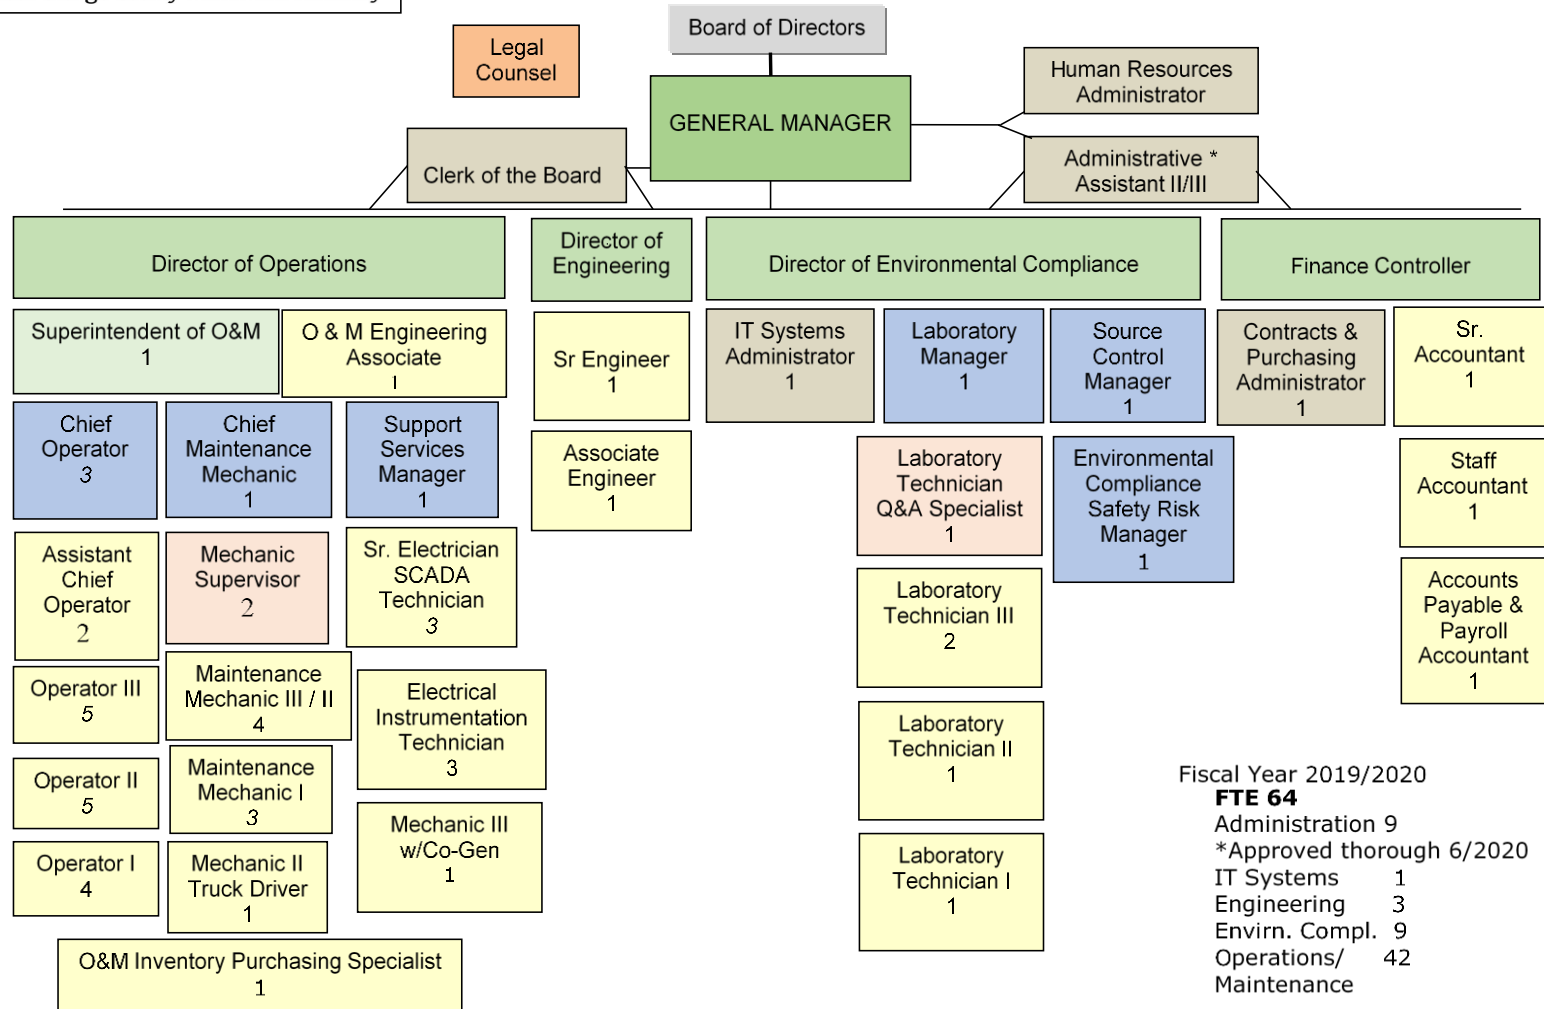 Board of Directors
Legal
Counsel
Human Resources
Administrator
GENERAL MANAGER
Clerk of the Board
Administrative *
Assistant II/III
Director of Operations
Director of
Engineering
Director of Environmental Compliance
Finance Controller
Superintendent of O&M
1
O & M Engineering
Associate
1
Sr Engineer
1
IT Systems
Administrator
1
Laboratory
Manager
1
Source
Control
Manager
1
Contracts &
Purchasing
Administrator
1
Sr.
Accountant
1
Chief
Operator
3
Chief
Maintenance
Mechanic
1
Support
Services
Manager
1
Associate
Engineer
1
Laboratory
Technician
Q&A Specialist
1
Environmental
Compliance
Safety Risk
Manager
1
Staff
Accountant
1
Assistant
Chief
Operator
2
Mechanic
Supervisor
2
Sr. Electrician
SCADA
Technician
3
Laboratory
Technician III
2
Accounts
Payable &
Payroll
Accountant
1
Operator III
5
Maintenance
Mechanic III / II
4
Electrical
Instrumentation
Technician
3
Laboratory
Technician II
1
Operator II
5
Maintenance
Mechanic I
3
Mechanic III
w/Co-Gen
1
Operator I
4
Mechanic II
Truck Driver
1
Laboratory
Technician I
1
O&M Inventory Purchasing Specialist
1
Fiscal Year 2019/2020
FTE 64
Administration 9
*Approved thorough 6/2020
IT Systems 1
Engineering 3
Envirn. Compl. 9
Operations/ 42
Maintenance